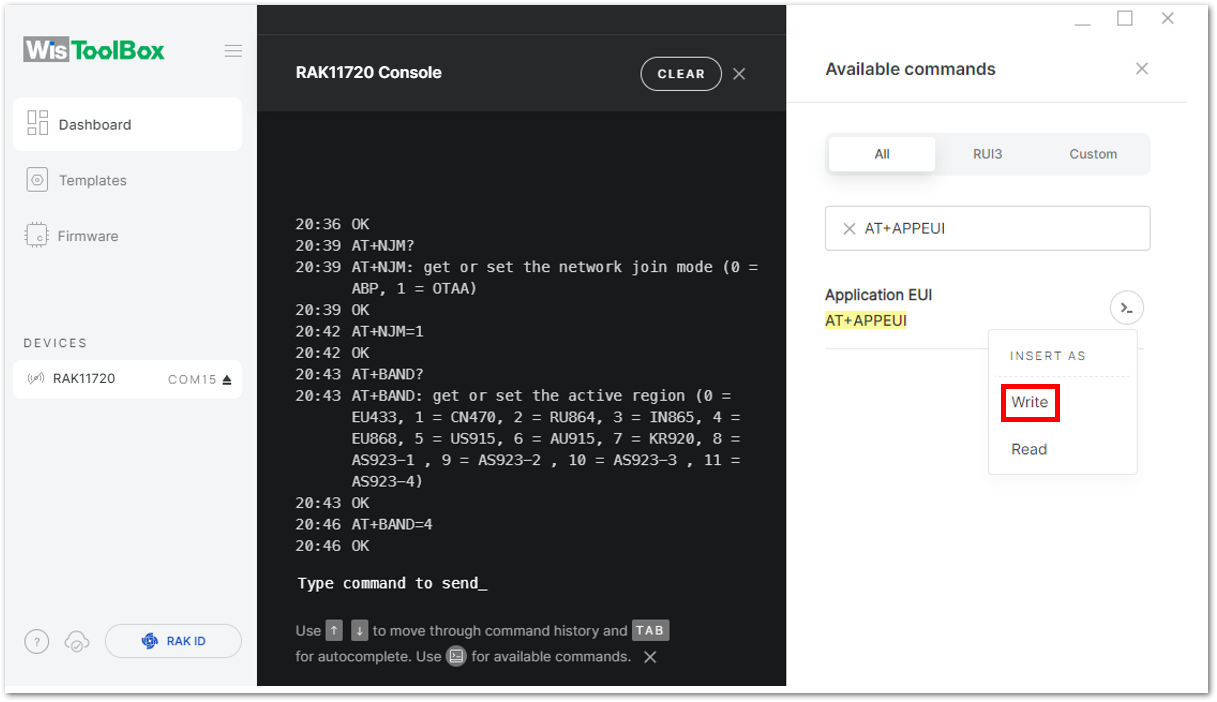 WisToolBox
Dashboard
Templates
Firmware
DEVICES
RAK11720 COM15
? RAK ID
RAK11720 Console
CLEAR
20:36 OK
20:39 AT+NJM?
20:39 AT+NJM: get or set the network join mode (0 =
ABP, 1 = OTAA)
20:39 OK
20:42 AT+NJM=1
20:42 OK
20:43 AT+BAND?
20:43 AT+BAND: get or set the active region (0 =
EU433, 1 = CN470, 2 = RU864, 3 = IN865, 4 =
EU868, 5 = US915, 6 = AU915, 7 = KR920, 8 =
AS923-1 , 9 = AS923-2 , 10 = AS923-3 , 11 =
AS923-4)
20:43 OK
20:46 AT+BAND=4
20:46 OK
Type command to send_
Use ↑ ↓ to move through command history and TAB
for autocomplete. Use for available commands.
Available commands
All RUI3 Custom
AT+APPEUI
Application EUI
AT+APPEUI
INSERT AS
Write
Read